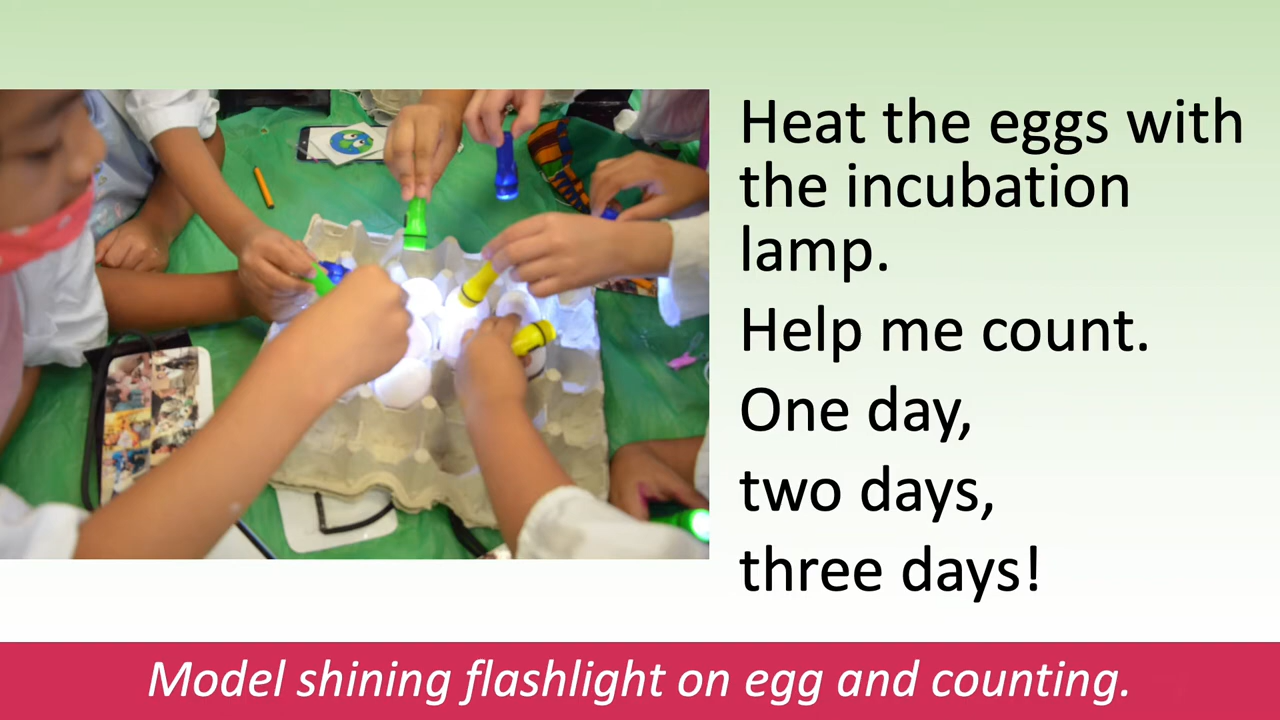 Heat the eggs with
the incubation
lamp.
Help me count.
One day,
two days,
three days!
Model shining flashlight on egg and counting.